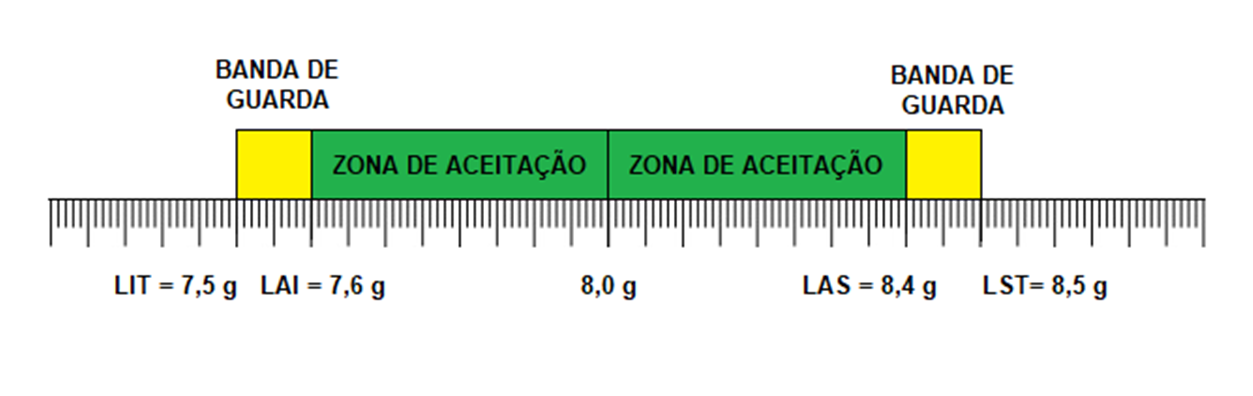 BANDA DE
GUARDA
BANDA DE
GUARDA
ZONA DE ACEITAÇÃO
ZONA DE ACEITAÇÃO
LIT = 7,5 g
LAI = 7,6 g
8,0 g
LAS = 8,4 g
LST= 8,5 g